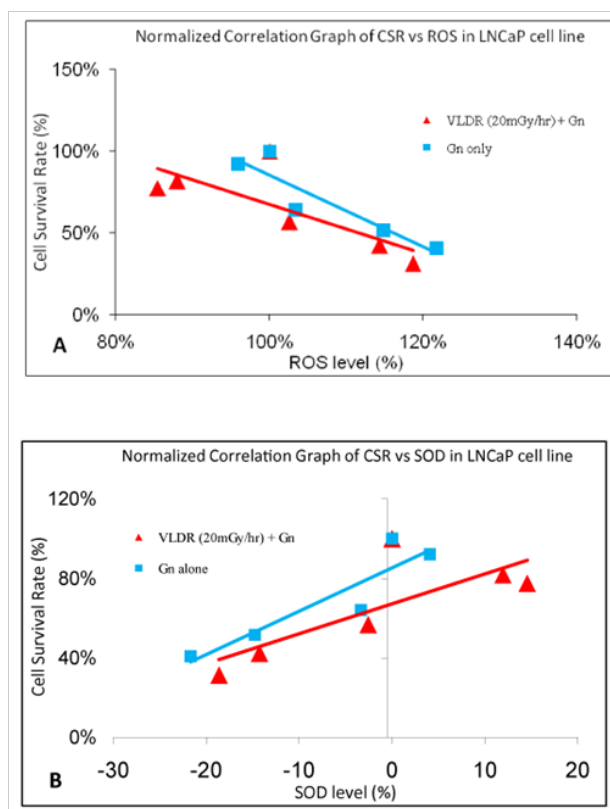 Normalized Correlation Graph of CSR vs ROS in LNCaP cell line
150%
VLDR (20mGy/hr)+ Gn
Gn only
100%
50%
0%
Cell Survival Rate (%)
A
80%
100%
120%
140%
ROS level (%)
Normalized Correlation Graph of CSR vs SOD in LNCaP cell line
120%
VLDR (20mGy/hr) + Gn
Gn alone
80%
40%
0%
Cell Survival Rate (%)
B
-30
-20
-10
0
10
20
SOD level (%)